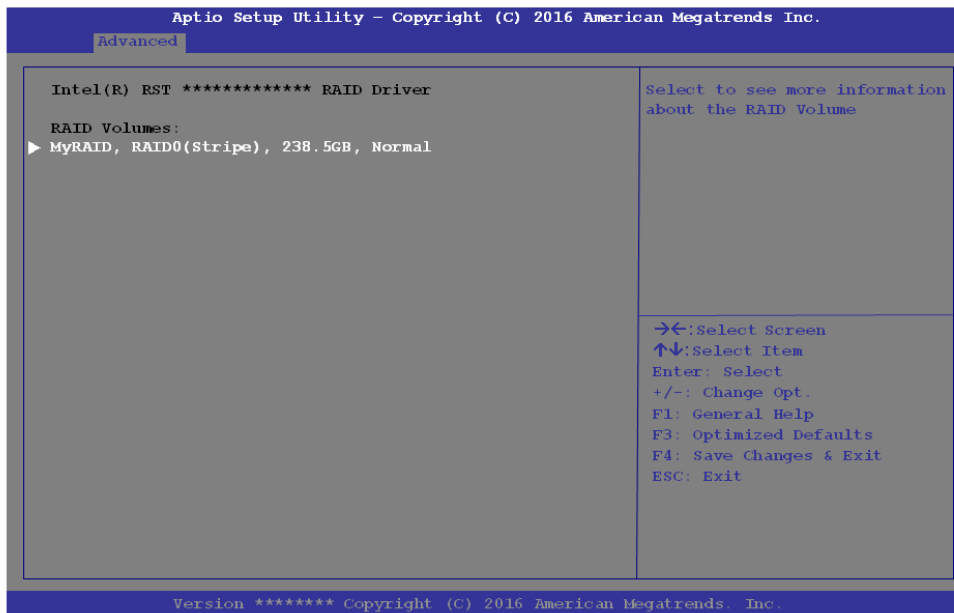 Aptio Setup Utility – Copyright (C) 2016 American Megatrends Inc.
Advanced
Intel(R) RST ************* RAID Driver
RAID Volumes:
▶ MyRAID, RAID0(Stripe), 238.5GB, Normal
Select to see more information
about the RAID Volume
→←:Select Screen
↑↓:Select Item
Enter: Select
+/-: Change Opt.
F1: General Help
F3: Optimized Defaults
F4: Save Changes & Exit
ESC: Exit
Version ******** Copyright (C) 2016 American Megatrends. Inc.